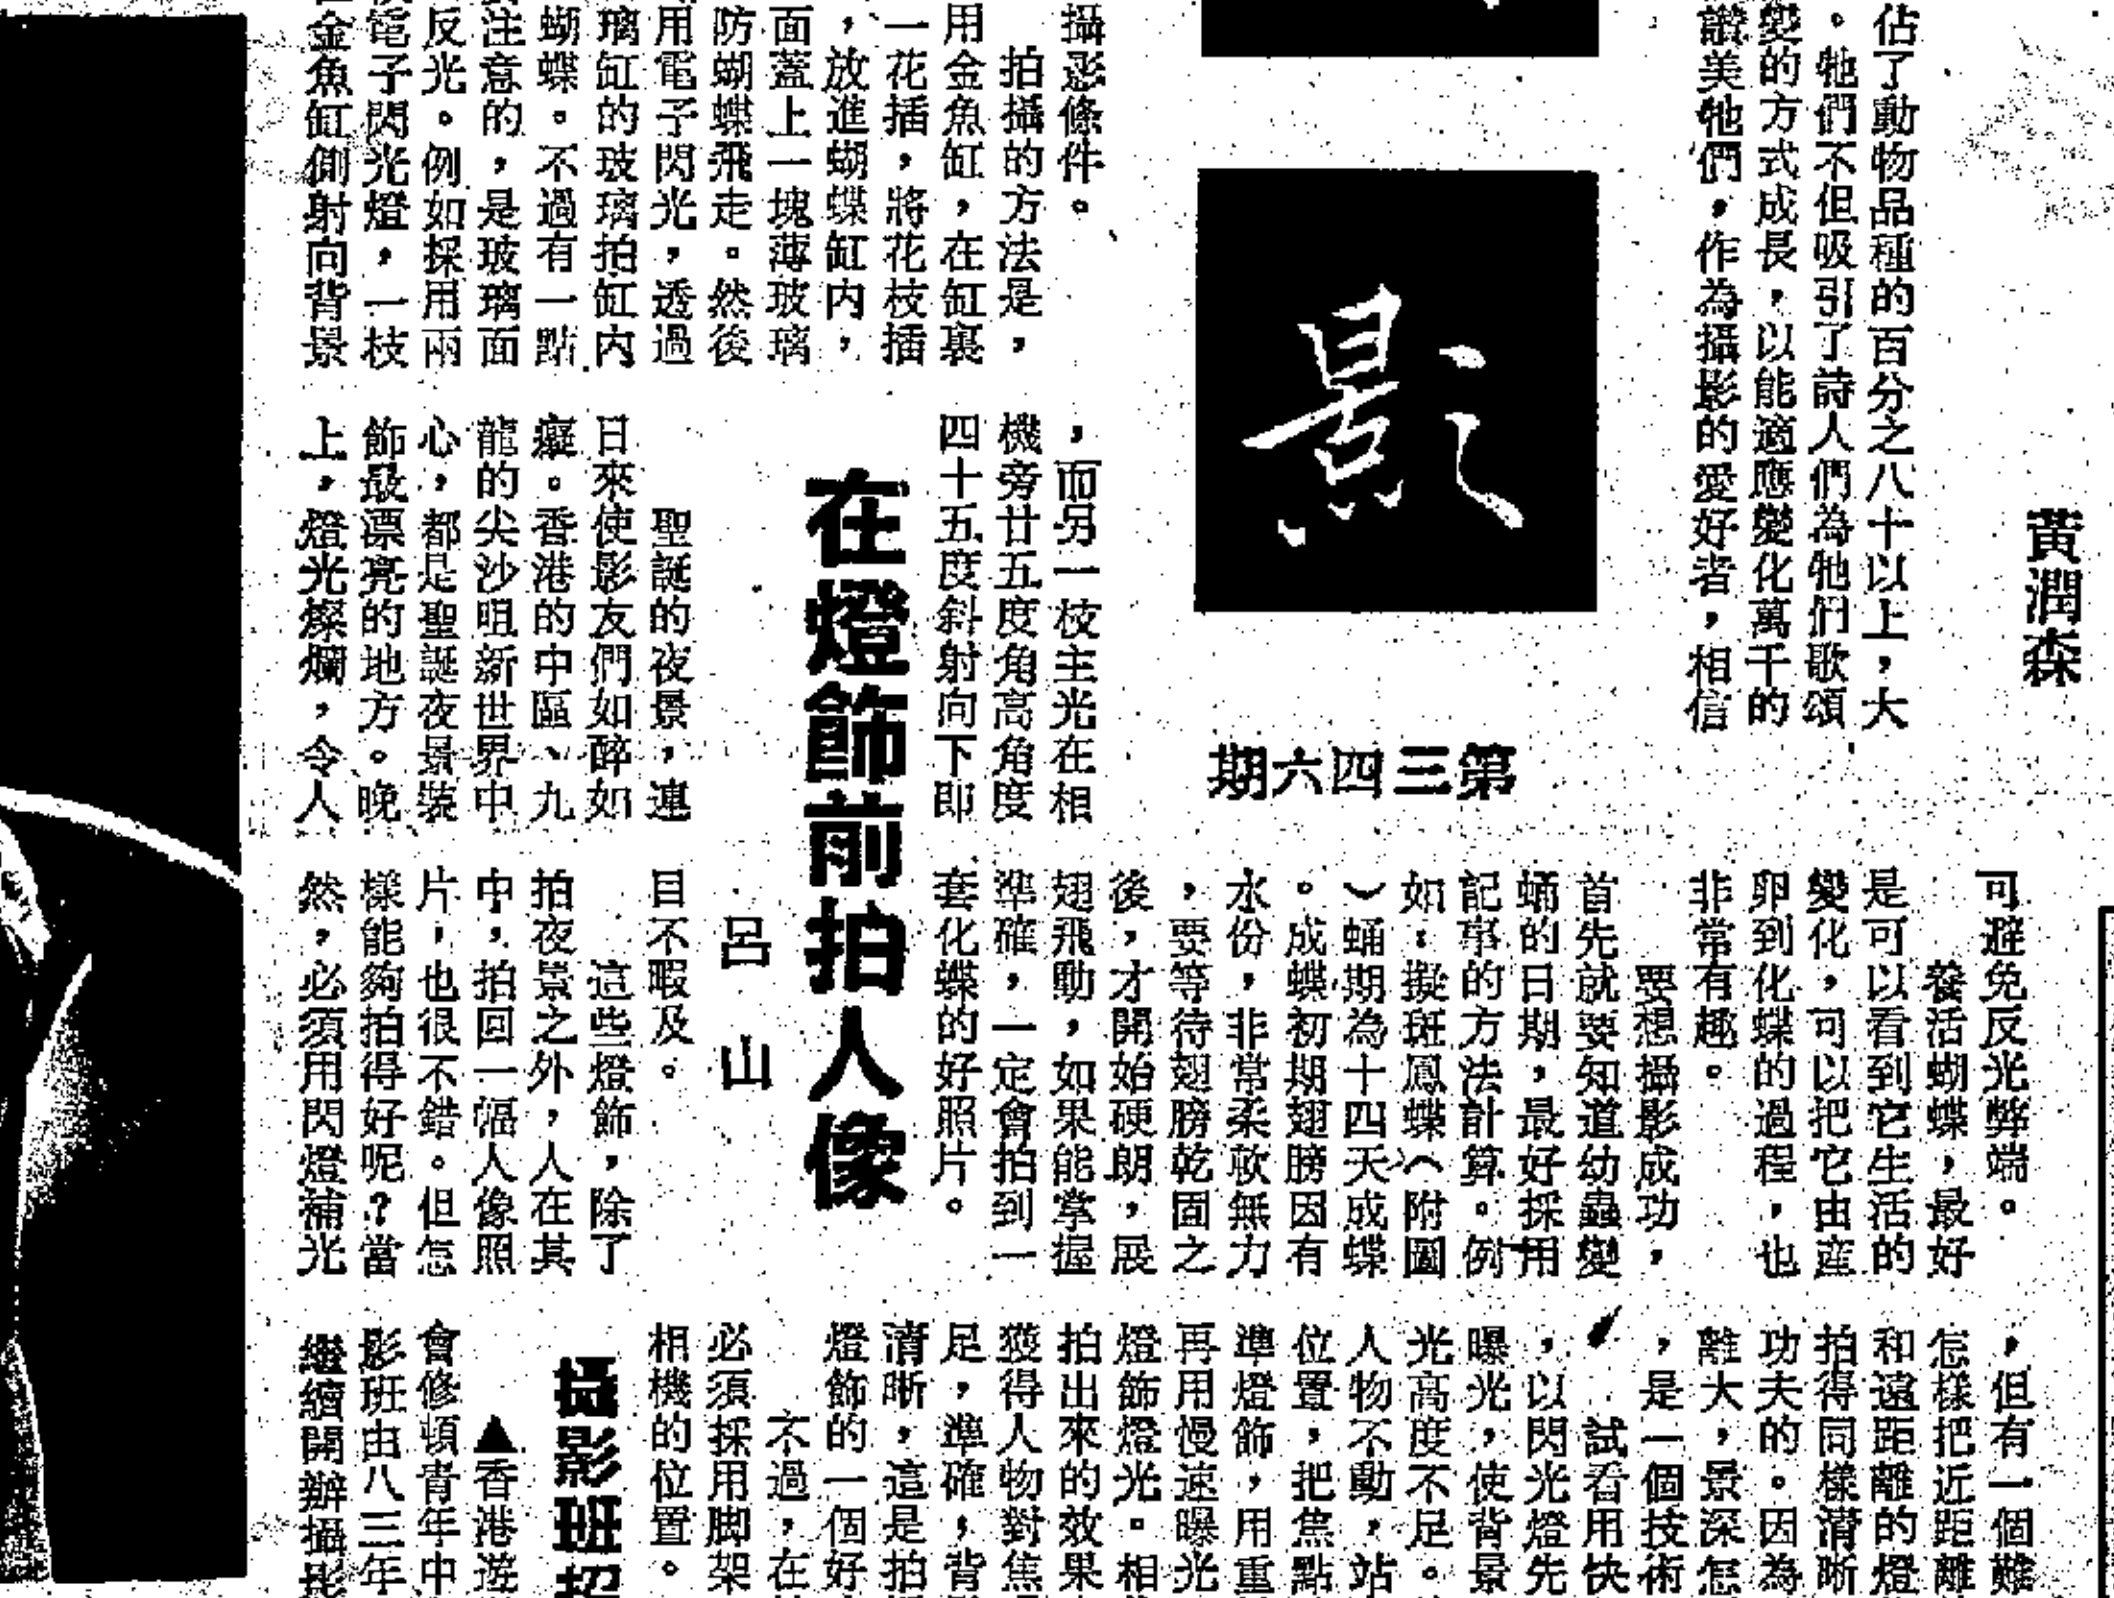 黃潤森
佔了動物品種的百分之八十以上，大
。牠們不但吸引了詩人們為牠們歌頌
變的方式成長，以能適應變化萬千的
讚美牠們，作為攝影的愛好者，相信
影
第三四六期
攝影條件。
拍攝的方法是，
用金魚缸，在缸裏
一花插，將花枝插
，放進蝴蝶缸內，
面蓋上一塊薄玻璃
防蝴蝶飛走。然後
用電子閃光，透過
璃缸的玻璃拍缸內
蝴蝶。不過有一點
注意的，是玻璃面
反光。例如採用兩
電子閃光燈，一枝
金魚缸側射向背景
，而另一枝主光在相
機旁廿五度角高角度
四十五度斜射向下即
可避免反光弊端。
養活蝴蝶，最好
是可以看到它生活的
變化，可以把它由產
卵到化蝶的過程，也
非常有趣。
要想攝影成功，
首先就要知道幼蟲變
蛹的日期，最好採用
記事的方法計算。例
如：擬斑鳳蝶（附圖
）蛹期為十四天成蝶
。成蝶初期翅膀因有
水份，非常柔軟無力
，要等待翅膀乾固之
後，才開始硬朗，展
翅飛動，如果能掌握
準確，一定會拍到一
套化蝶的好照片。
在燈飾前拍人像
呂山
聖誕的夜景，連
日來使影友們如醉如
癡。香港的中區、九
龍的尖沙咀新世界中
心，都是聖誕夜景裝
飾最漂亮的地方。晚
上，燈光燦爛，令人
目不暇及。
這些燈飾，除了
拍夜景之外，人在其
中，拍回一幅人像照
片，也很不錯。但怎
樣能夠拍得好呢？當
然，必須用閃燈補光
，但有一個難
怎樣把近距離
和遠距離的燈
拍得同樣清晰
功夫的。因為
離大，景深怎
，是一個技術
試看用快
，以閃光燈先
曝光，使背景
光高度不足。
人物不動，站
位置，把焦點
準燈飾，用重
再用慢速曝光
燈飾燈光。相
拍出來的效果
獲得人物對焦
足，準確，背
清晰，這是拍
燈飾的一個好
不過，在
必須採用脚架
相機的位置。
攝影班招
▲香港遊
會修頓青年中
影班由八三年
繼續開辦攝影